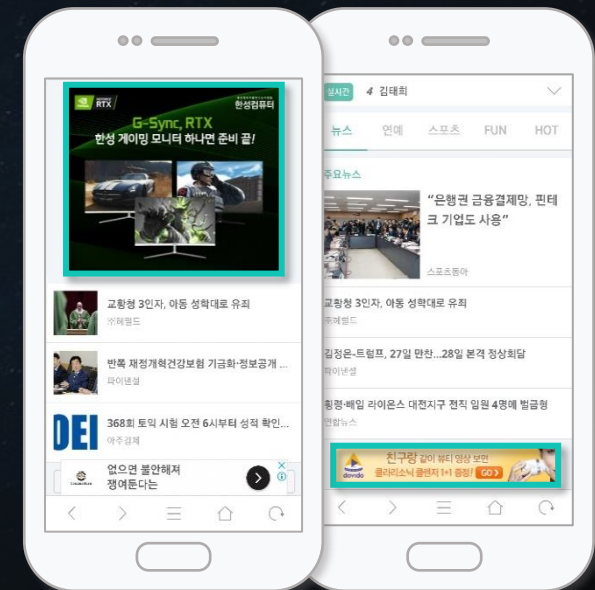 RTX
한성컴퓨터
G-Sync, RTX
한성 게이밍 모니터 하나면 준비 끝!
교황청 3인자, 아동 성학대로 유죄
㈜헤럴드
반쪽 재정개혁건강보험 기금화·정보공개 ...
파이낸셜
DEI
368회 토익 시험 오전 6시부터 성적 확인...
아주경제
없으면 불안해져
쟁여둔다는
실시간 4 김태희
뉴스 연예 스포츠 FUN HOT
주요뉴스
“은행권 금융결제망, 핀테
크 기업도 사용”
스포츠동아
교황청 3인자, 아동 성학대로 유죄
㈜헤럴드
김정은-트럼프, 27일 만찬...28일 본격 정상회담
파이낸셜
횡령·배임 라이온스 대전지구 전직 임원 4명에 벌금형
연합뉴스
친구랑 같이 뷰티 영상 보면
클라리소닉 클렌저 1+1 증정! GO >